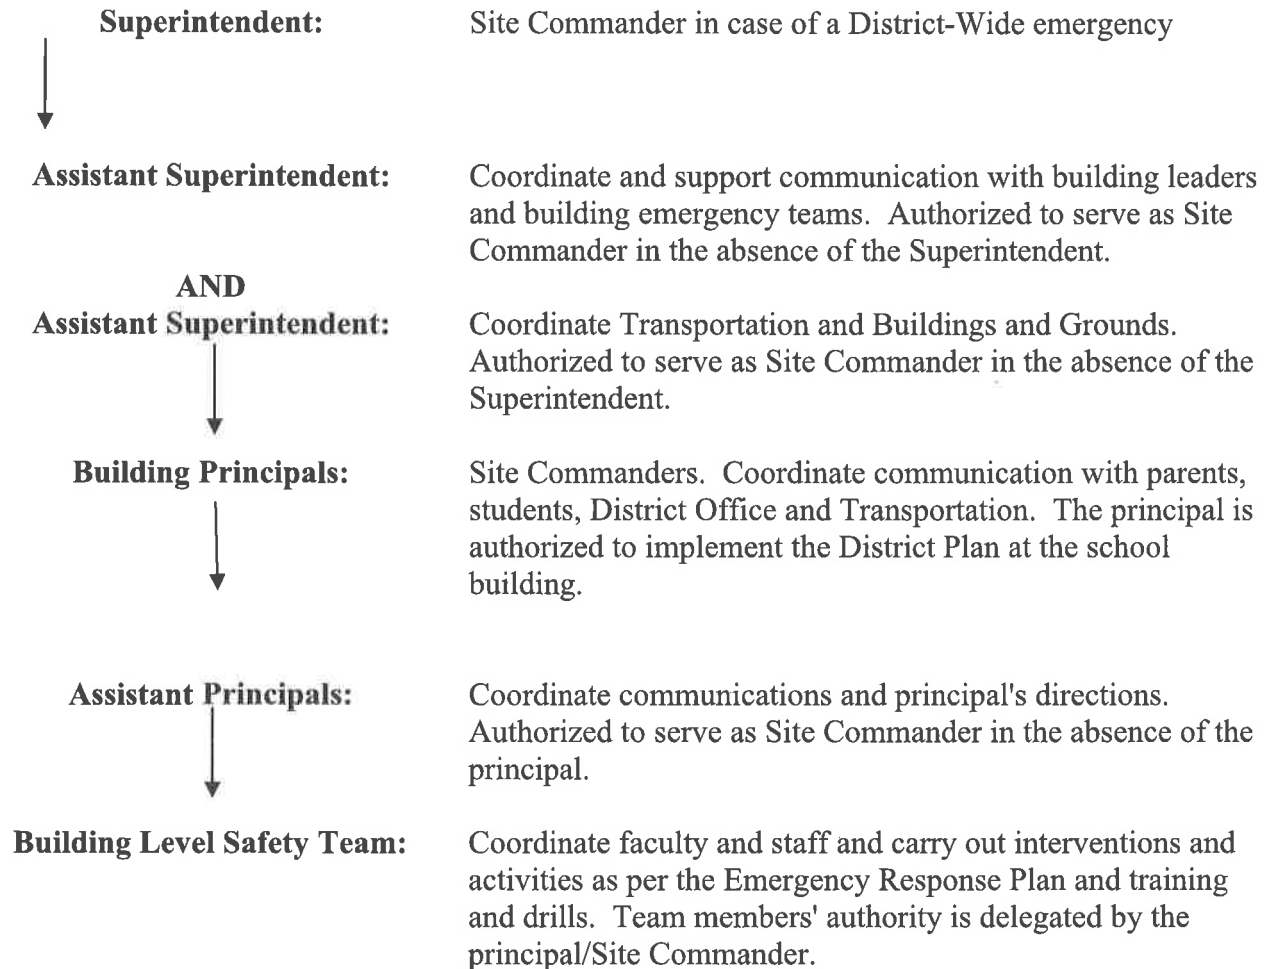 Superintendent: Site Commander in case of a District-Wide emergency
Assistant Superintendent: Coordinate and support communication with building leaders
and building emergency teams. Authorized to serve as Site
Commander in the absence of the Superintendent.
AND
Assistant Superintendent: Coordinate Transportation and Buildings and Grounds.
Authorized to serve as Site Commander in the absence of the
Superintendent.
Building Principals: Site Commanders. Coordinate communication with parents,
students, District Office and Transportation. The principal is
authorized to implement the District Plan at the school
building.
Assistant Principals: Coordinate communications and principal's directions.
Authorized to serve as Site Commander in the absence of the
principal.
Building Level Safety Team: Coordinate faculty and staff and carry out interventions and
activities as per the Emergency Response Plan and training
and drills. Team members' authority is delegated by the
principal/Site Commander.